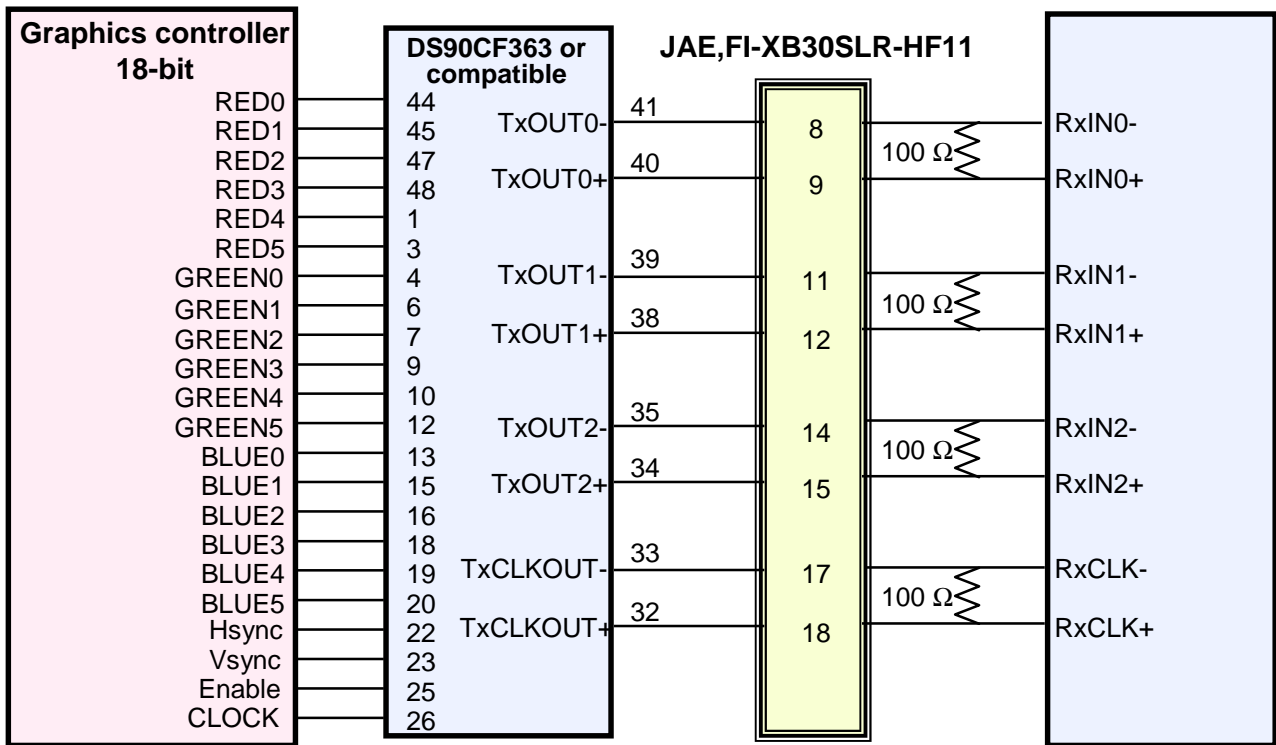 Graphics controller
18-bit
RED0
RED1
RED2
RED3
RED4
RED5
GREEN0
GREEN1
GREEN2
GREEN3
GREEN4
GREEN5
BLUE0
BLUE1
BLUE2
BLUE3
BLUE4
BLUE5
Hsync
Vsync
Enable
CLOCK
DS90CF363 or
compatible
44
45
47
48
1
3
4
6
7
9
10
12
13
15
16
18
19
20
22
23
25
26
TxOUT0-
TxOUT0+
TxOUT1-
TxOUT1+
TxOUT2-
TxOUT2+
TxCLKOUT-
TxCLKOUT+
41
40
39
38
35
34
33
32
JAE,FI-XB30SLR-HF11
8
9
11
12
14
15
17
18
100 Ω
100 Ω
100 Ω
100 Ω
RxIN0-
RxIN0+
RxIN1-
RxIN1+
RxIN2-
RxIN2+
RxCLK-
RxCLK+